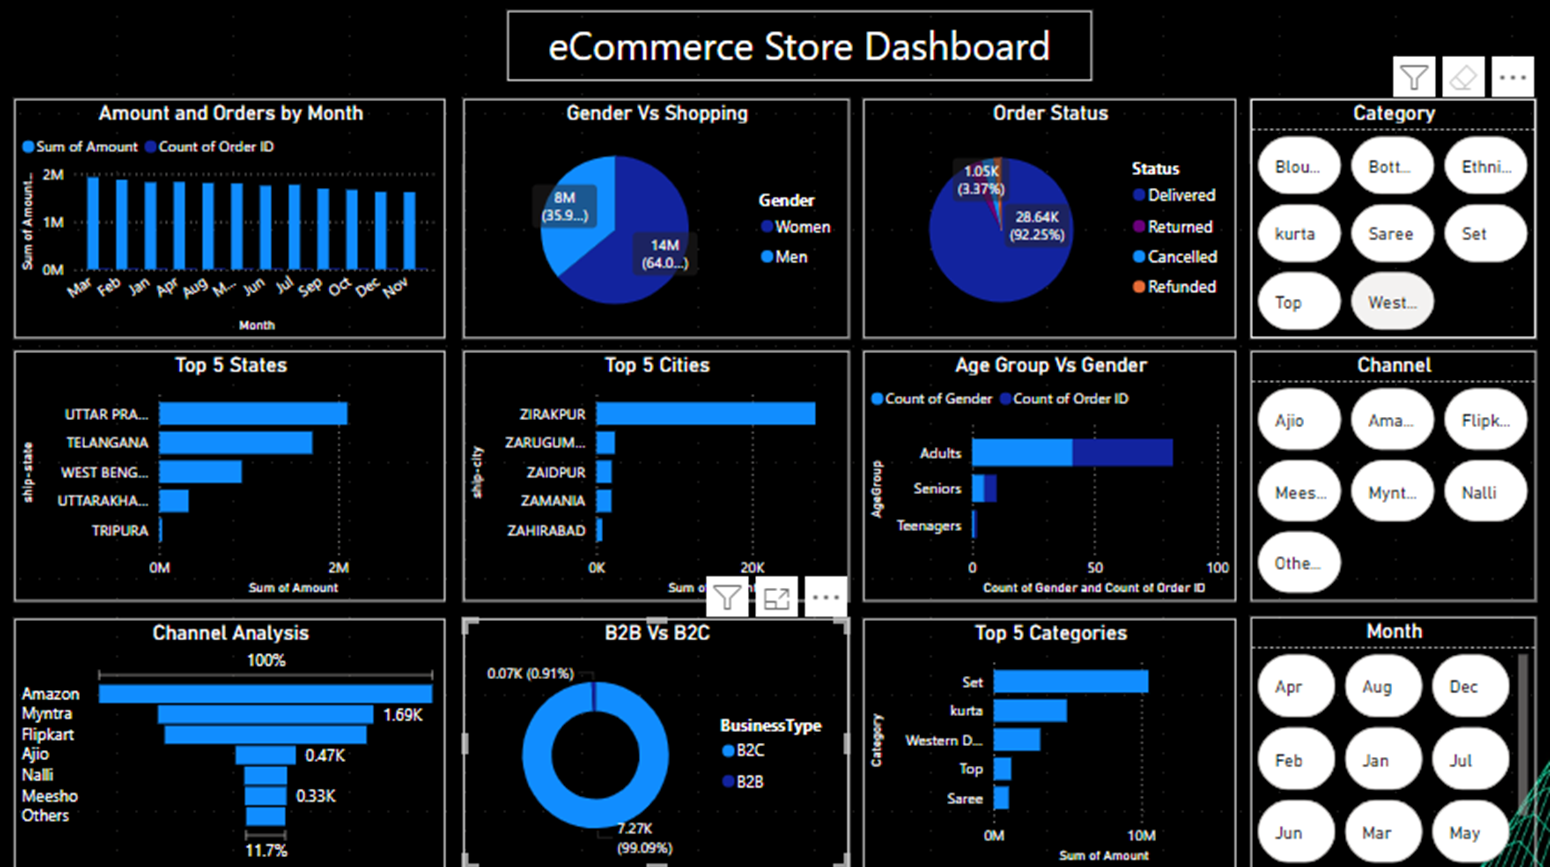 eCommerce Store Dashboard
Amount and Orders by Month
Sum of Amount Count of Order ID
Sum of Amount...
2M
1M
0M
Mar Feb Jan Apr Aug M... Jun Jul Sep Oct Dec Nov
Month
Gender Vs Shopping
8M
(35.9...)
14M
(64.0...)
Gender
Women
Men
Order Status
1.05K
(3.37%)
28.64K
(92.25%)
Status
Delivered
Returned
Cancelled
Refunded
Category
Blou... Bott... Ethni...
kurta Saree Set
Top West...
Top 5 States
ship-state
UTTAR PRA...
TELANGANA
WEST BENG...
UTTARAKHA...
TRIPURA
0M 2M
Sum of Amount
Top 5 Cities
ship-city
ZIRAKPUR
ZARUGUM...
ZAIDPUR
ZAMANIA
ZAHIRABAD
0K 20K
Sum
Age Group Vs Gender
Count of Gender Count of Order ID
AgeGroup
Adults
Seniors
Teenagers
0 50 100
Count of Gender and Count of Order ID
Channel
Ajio Ama... Flipk...
Mees... Mynt... Nalli
Othe...
Channel Analysis
100%
Amazon
Myntra 1.69K
Flipkart
Ajio 0.47K
Nalli
Meesho 0.33K
Others
11.7%
B2B Vs B2C
0.07K (0.91%)
7.27K
(99.09%)
BusinessType
B2C
B2B
Top 5 Categories
Category
Set
kurta
Western D...
Top
Saree
0M 10M
Sum of Amount
Month
Apr Aug Dec
Feb Jan Jul
Jun Mar May